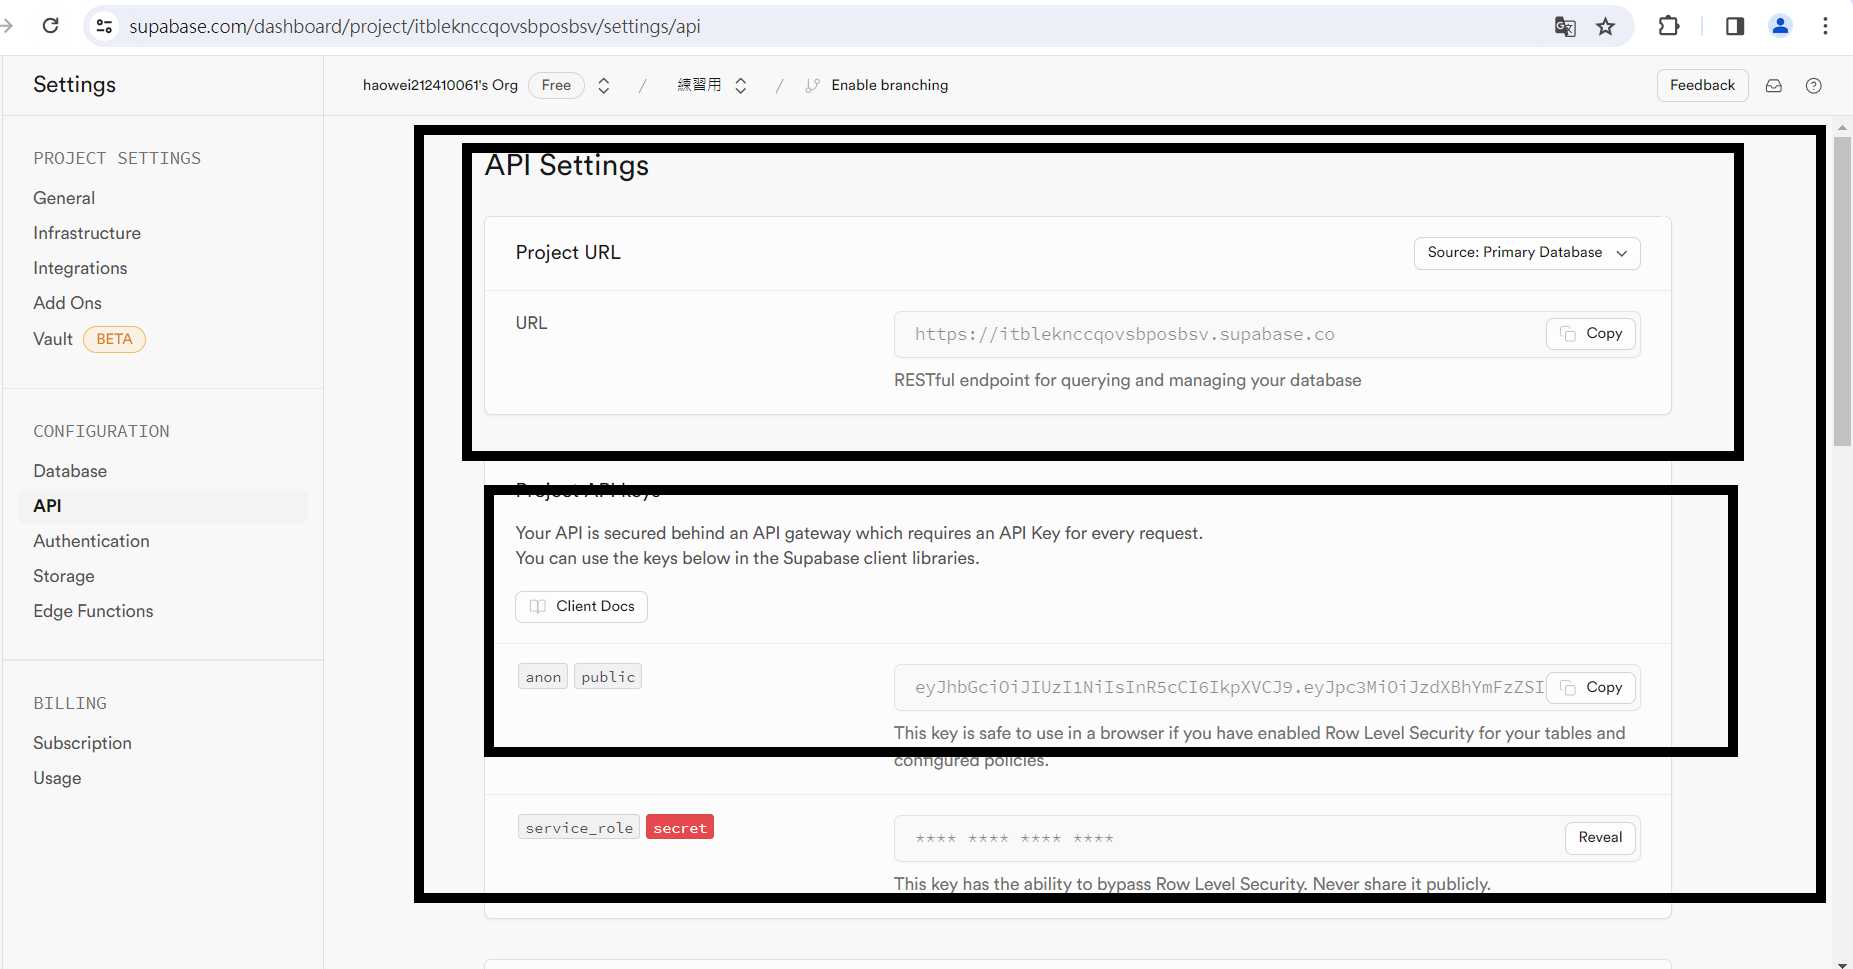 supabase.com/dashboard/project/itbleknccqovsbposbsv/settings/api
Settings
haowei212410061's Org Free / 練習用 / Enable branching
Feedback
PROJECT SETTINGS
General
Infrastructure
Integrations
Add Ons
Vault BETA
CONFIGURATION
Database
API
Authentication
Storage
Edge Functions
BILLING
Subscription
Usage
API Settings
Project URL
Source: Primary Database
URL
https://itbleknccqovsbposbsv.supabase.co
Copy
RESTful endpoint for querying and managing your database
Project API keys
Your API is secured behind an API gateway which requires an API Key for every request.
You can use the keys below in the Supabase client libraries.
Client Docs
anon public
eyJhbGciOiJIUzI1NiIsInR5cCI6IkpXVCJ9.eyJpc3MiOiJzdXBhYmFzZSI
Copy
This key is safe to use in a browser if you have enabled Row Level Security for your tables and
configured policies.
service_role secret
**** **** **** ****
Reveal
This key has the ability to bypass Row Level Security. Never share it publicly.